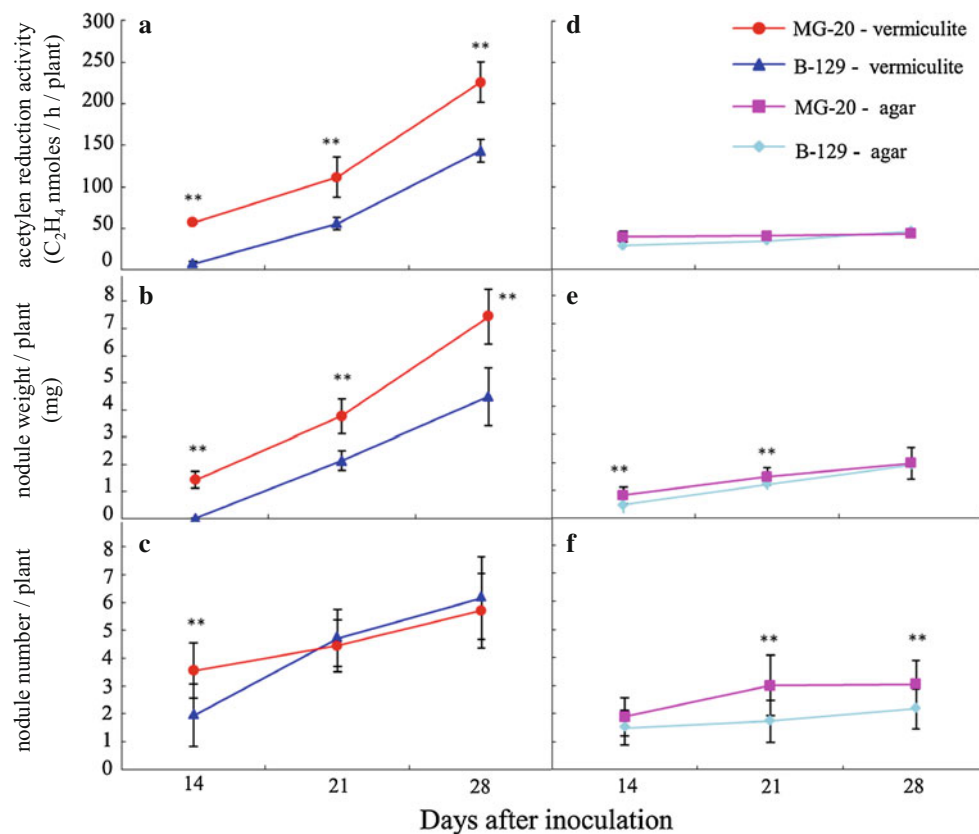 a
d
acetylen reduction activity
(C₂H₄ nmoles / h / plant)
300
250
200
150
100
50
0
**
**
**
MG-20 - vermiculite
B-129 - vermiculite
MG-20 - agar
B-129 - agar
b
e
nodule weight / plant
(mg)
8
7
6
5
4
3
2
1
0
**
**
**
**
**
c
f
nodule number / plant
8
7
6
5
4
3
2
1
0
**
**
**
14
21
28
14
21
28
Days after inoculation